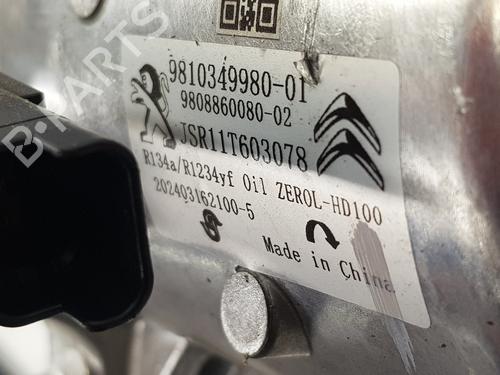 9810349980-01
9808860080-02
JSR11T603078
R134a/R1234yf Oil ZEROL-HD100
202403162100-5
Made in China
B-PARTS